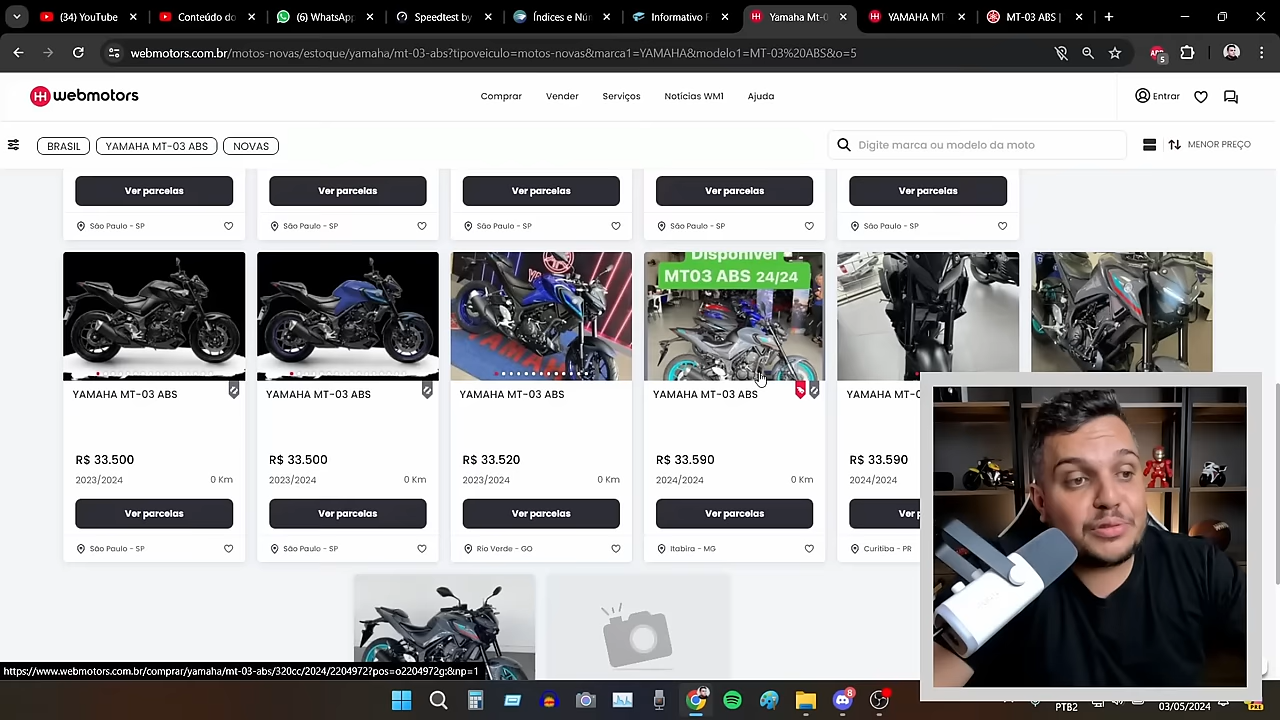 (34) YouTube
Conteúdo do
(6) WhatsApp
Speedtest by
Índices e Nú
Informativo F
Yamaha Mt-0
YAMAHA MT
MT-03 ABS |
webmotors.com.br/motos-novas/estoque/yamaha/mt-03-abs?tipoveiculo=motos-novas&marca1=YAMAHA&modelo1=MT-03%20ABS&o=5
5
webmotors
Comprar
Vender
Serviços
Notícias WM1
Ajuda
Entrar
BRASIL
YAMAHA MT-03 ABS
NOVAS
Digite marca ou modelo da moto
MENOR PREÇO
Ver parcelas
Ver parcelas
Ver parcelas
Ver parcelas
Ver parcelas
São Paulo - SP
São Paulo - SP
São Paulo - SP
São Paulo - SP
São Paulo - SP
Disponível
MT03 ABS 24/24
YAMAHA MT-03 ABS
YAMAHA MT-03 ABS
YAMAHA MT-03 ABS
YAMAHA MT-03 ABS
YAMAHA MT-0
R$ 33.500
R$ 33.500
R$ 33.520
R$ 33.590
R$ 33.590
2023/2024
0 Km
2023/2024
0 Km
2023/2024
0 Km
2024/2024
0 Km
2024/2024
Ver parcelas
Ver parcelas
Ver parcelas
Ver parcelas
Ver p
São Paulo - SP
São Paulo - SP
Rio Verde - GO
Itabira - MG
Curitiba - PR
https://www.webmotors.com.br/comprar/yamaha/mt-03-abs/320cc/2024/2204972?pos=o2204972g:&np=1
8
PTB2
03/05/2024